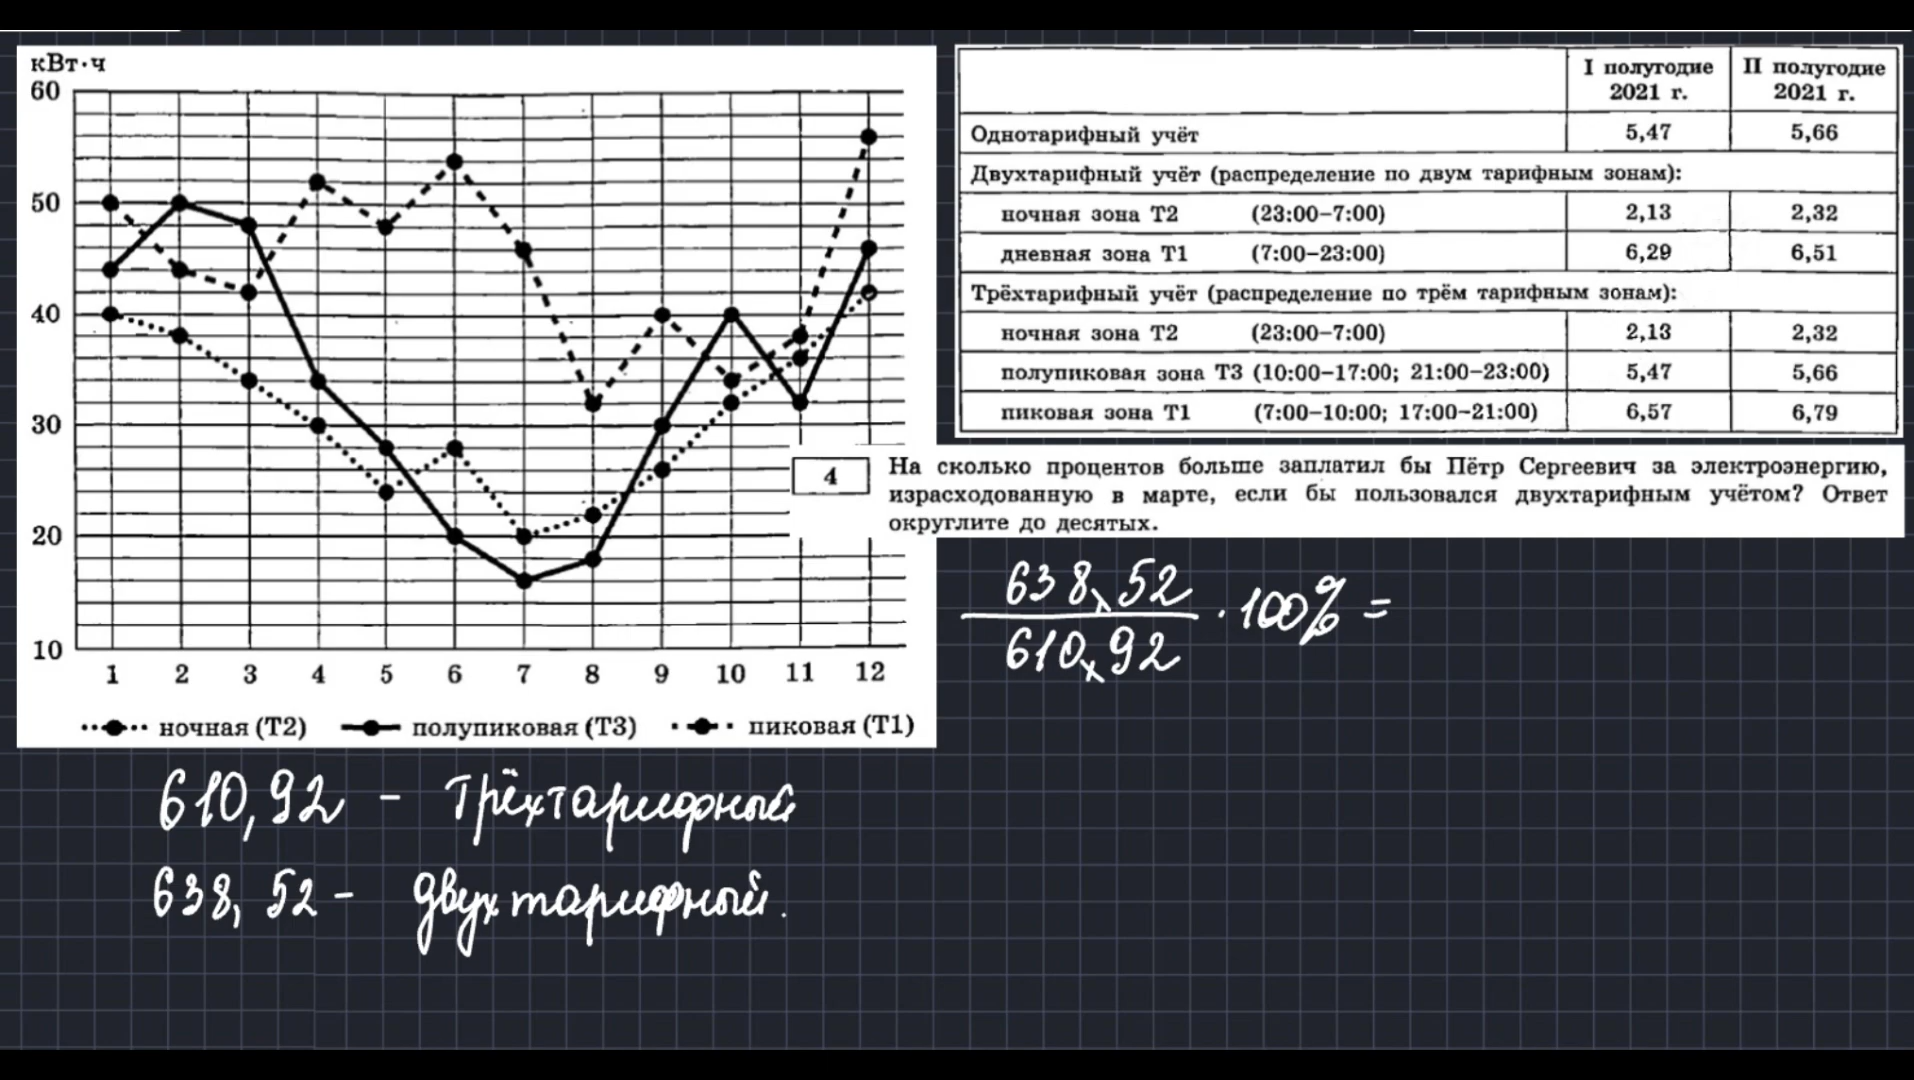 кВт·ч
60
50
40
30
20
10
1 2 3 4 5 6 7 8 9 10 11 12
ночная (Т2) полупиковая (Т3) пиковая (Т1)
I полугодие 2021 г. II полугодие 2021 г.
Однотарифный учёт 5,47 5,66
Двухтарифный учёт (распределение по двум тарифным зонам):
ночная зона Т2 (23:00–7:00) 2,13 2,32
дневная зона Т1 (7:00–23:00) 6,29 6,51
Трёхтарифный учёт (распределение по трём тарифным зонам):
ночная зона Т2 (23:00–7:00) 2,13 2,32
полупиковая зона Т3 (10:00–17:00; 21:00–23:00) 5,47 5,66
пиковая зона Т1 (7:00–10:00; 17:00–21:00) 6,57 6,79
4 На сколько процентов больше заплатил бы Пётр Сергеевич за электроэнергию,
израсходованную в марте, если бы пользовался двухтарифным учётом? Ответ
округлите до десятых.
638,52
610,92
· 100% =
610,92 – трёхтарифный
638,52 – двухтарифный.